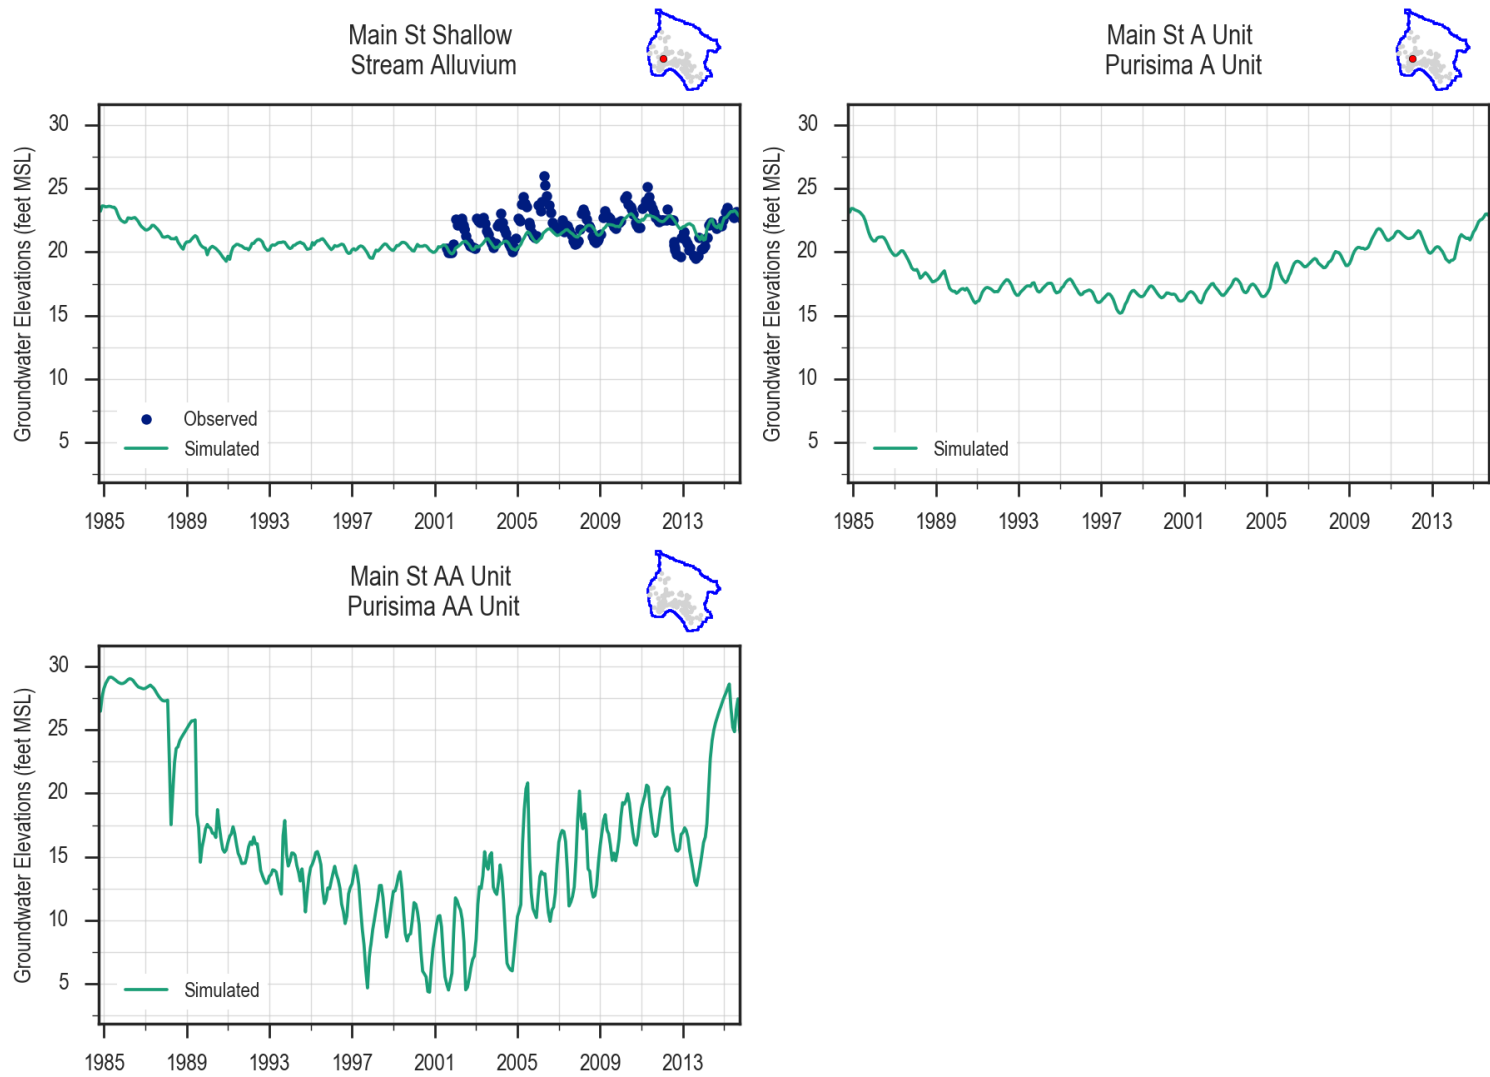 Main St Shallow
Stream Alluvium
Groundwater Elevations (feet MSL)
30
25
20
15
10
5
Observed
Simulated
1985 1989 1993 1997 2001 2005 2009 2013
Main St A Unit
Purisima A Unit
Groundwater Elevations (feet MSL)
30
25
20
15
10
5
Simulated
1985 1989 1993 1997 2001 2005 2009 2013
Main St AA Unit
Purisima AA Unit
Groundwater Elevations (feet MSL)
30
25
20
15
10
5
Simulated
1985 1989 1993 1997 2001 2005 2009 2013